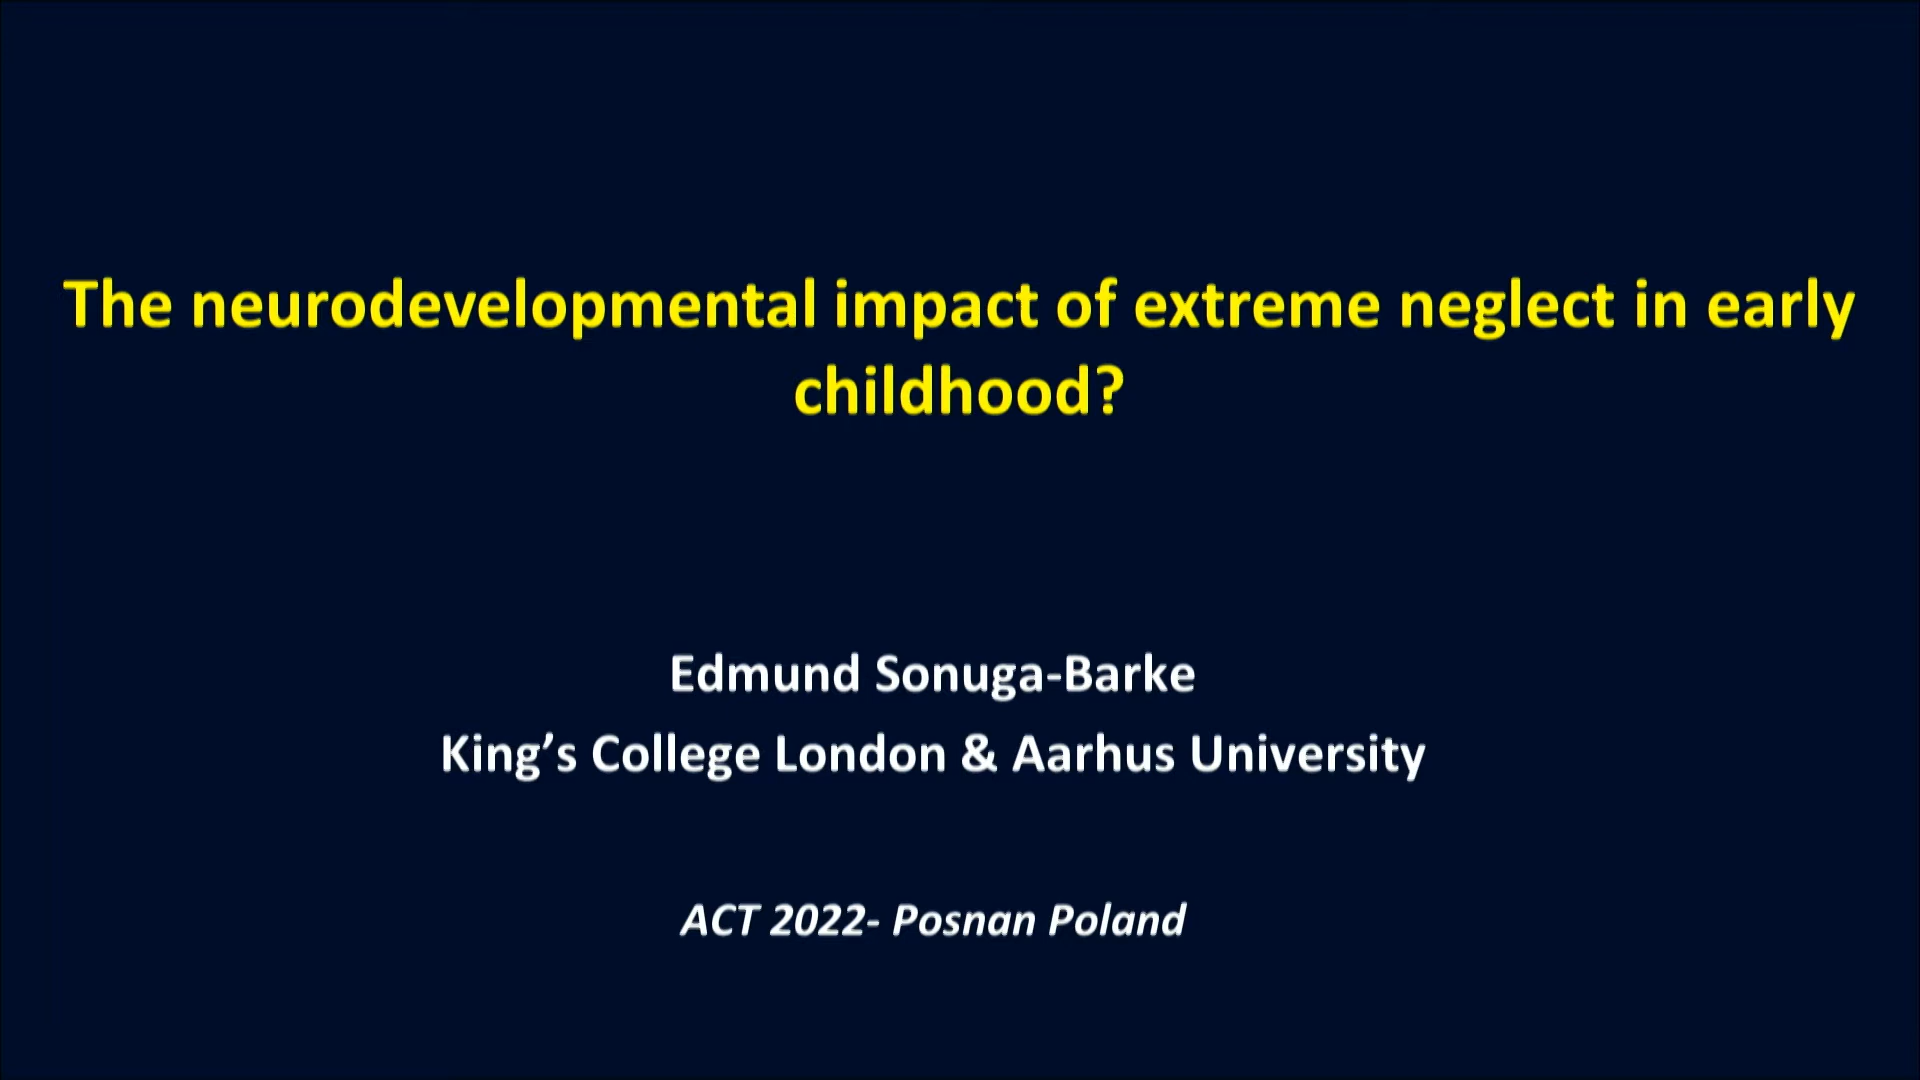 The neurodevelopmental impact of extreme neglect in early
childhood?
Edmund Sonuga-Barke
King’s College London & Aarhus University
ACT 2022- Posnan Poland